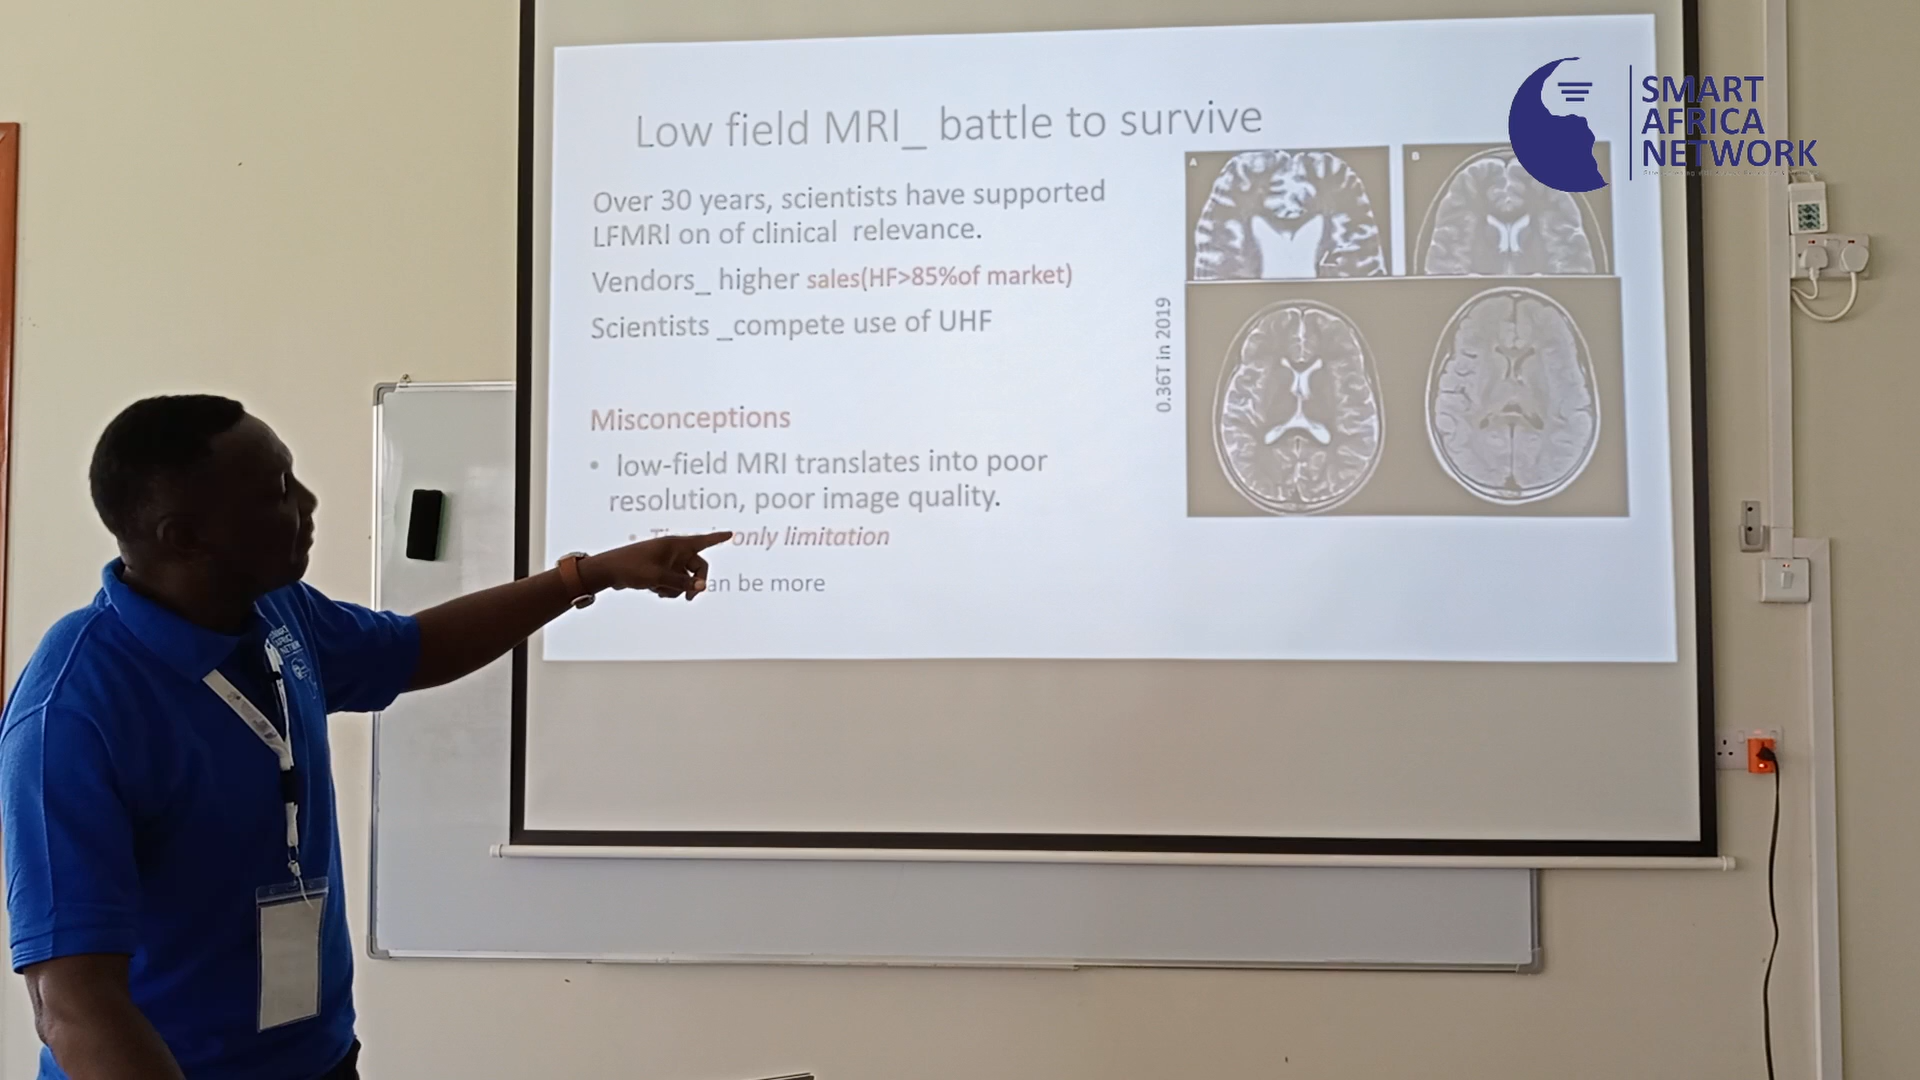 Low field MRI_ battle to survive
Over 30 years, scientists have supported
LFMRI on of clinical relevance.
Vendors_ higher sales(HF>85%of market)
Scientists _compete use of UHF
Misconceptions
• low-field MRI translates into poor
resolution, poor image quality.
only limitation
be more
A
B
0.36T in 2019
SMART
AFRICA
NETWORK